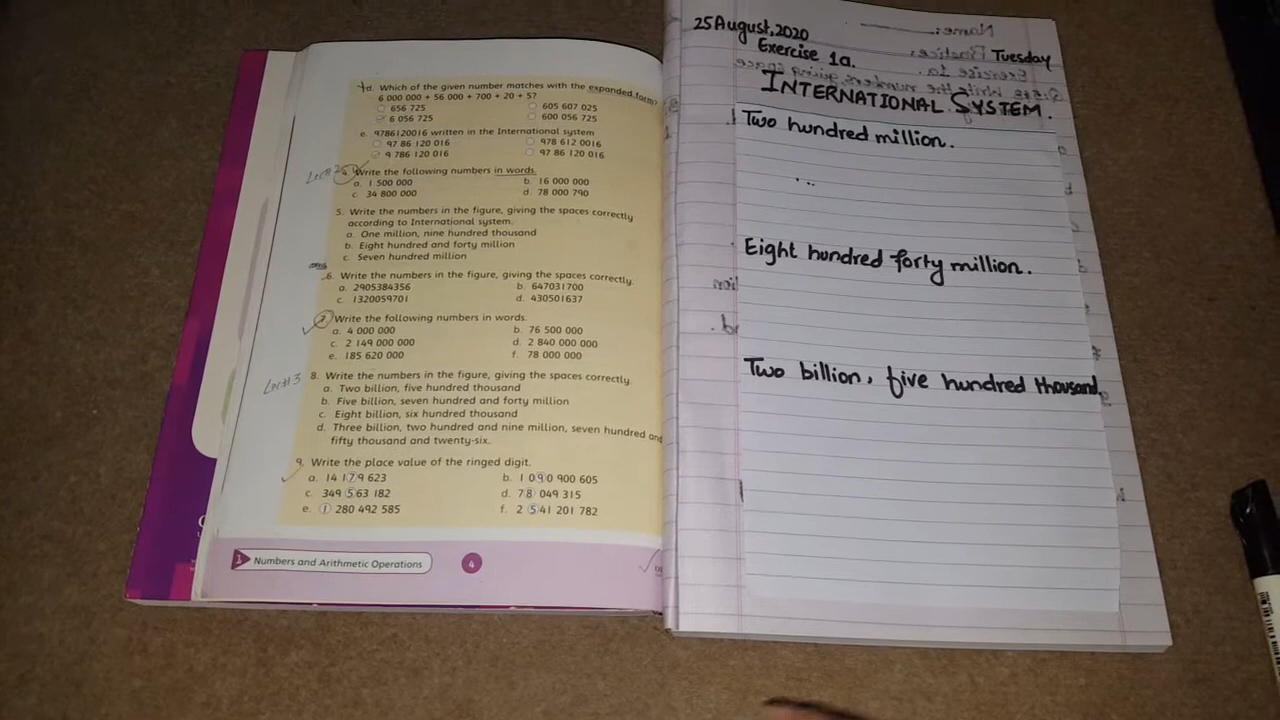 d. Which of the given number matches with the expanded form?
6 000 000 + 56 000 + 700 + 20 + 5?
656 725
605 607 025
6 056 725
600 056 725
e. 9786120016 written in the International system
97 86 120 016
978 612 0016
9 786 120 016
97 86 120 016
4. Write the following numbers in words.
a. 1 500 000
b. 16 000 000
c. 34 800 000
d. 78 000 790
5. Write the numbers in the figure, giving the spaces correctly
according to International system.
a. One million, nine hundred thousand
b. Eight hundred and forty million
c. Seven hundred million
6. Write the numbers in the figure, giving the spaces correctly.
a. 2905384356
b. 647031700
c. 1320059701
d. 430501637
7. Write the following numbers in words.
a. 4 000 000
b. 76 500 000
c. 2 149 000 000
d. 2 840 000 000
e. 185 620 000
f. 78 000 000
8. Write the numbers in the figure, giving the spaces correctly.
a. Two billion, five hundred thousand
b. Five billion, seven hundred and forty million
c. Eight billion, six hundred thousand
d. Three billion, two hundred and nine million, seven hundred and
fifty thousand and twenty-six.
9. Write the place value of the ringed digit.
a. 14 179 623
b. 1 090 900 605
c. 349 563 182
d. 78 049 315
e. 1 280 492 585
f. 2 541 201 782
1 Numbers and Arithmetic Operations 4
25 August, 2020
Tuesday
Exercise 1a.
INTERNATIONAL SYSTEM.
Two hundred million.
...
Eight hundred forty million.
Two billion, five hundred thousand.